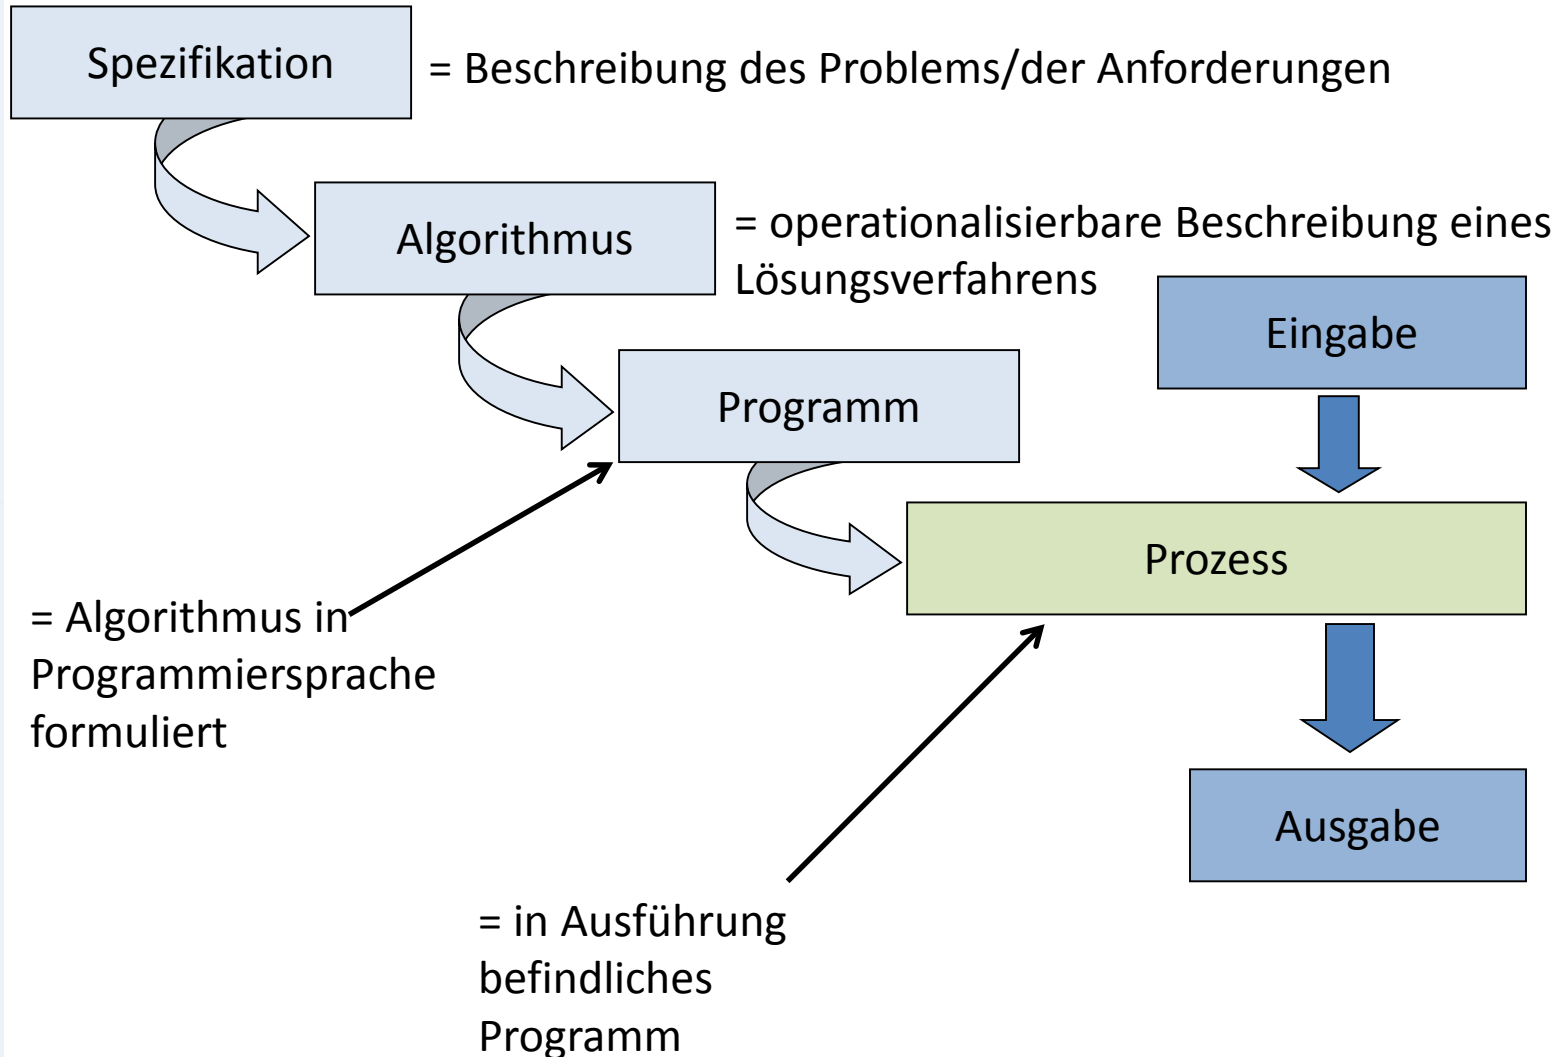 Spezifikation
= Beschreibung des Problems/der Anforderungen
Algorithmus
= operationalisierbare Beschreibung eines
Lösungsverfahrens
Eingabe
Programm
Prozess
= Algorithmus in
Programmiersprache
formuliert
Ausgabe
= in Ausführung
befindliches
Programm